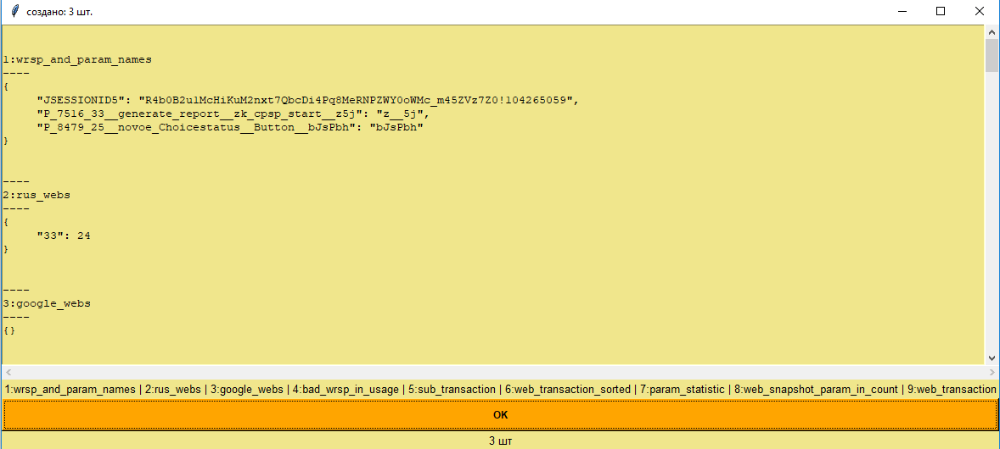 создано: 3 шт.
1:wrsp_and_param_names
----
{
"JSESSIONID5": "R4b0B2ulMcHiKuM2nxt7QbcDi4Pq8MeRNPZWY0oWMc_m45ZVz7Z0!104265059",
"P_7516_33__generate_report__zk_cpsp_start__z5j": "z__5j",
"P_8479_25__novoe_Choicestatus__Button__bJsPbh": "bJsPbh"
}
----
2:rus_webs
----
{
"33": 24
}
----
3:google_webs
----
{}
1:wrsp_and_param_names | 2:rus_webs | 3:google_webs | 4:bad_wrsp_in_usage | 5:sub_transaction | 6:web_transaction_sorted | 7:param_statistic | 8:web_snapshot_param_in_count | 9:web_transaction
OK
3 шт